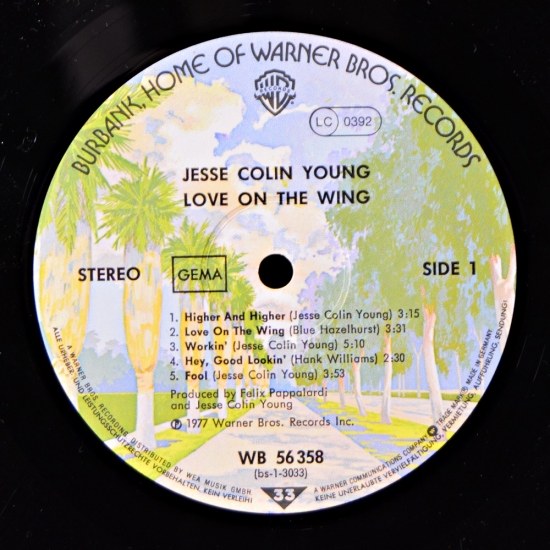 BURBANK, HOME OF WARNER BROS. RECORDS
WB
RECORDS
LC 0392
JESSE COLIN YOUNG
LOVE ON THE WING
STEREO
GEMA
SIDE 1
1. Higher And Higher (Jesse Colin Young) 3:15
2. Love On The Wing (Blue Hazelhurst) 3:31
3. Workin' (Jesse Colin Young) 5:10
4. Hey, Good Lookin' (Hank Williams) 2:30
5. Fool (Jesse Colin Young) 3:53
Produced by Felix Pappalardi
and Jesse Colin Young
℗ 1977 Warner Bros. Records Inc.
WB 56 358
(bs-1-3033)
33
A WARNER BROS. RECORDING. DISTRIBUTED BY WEA MUSIK GMBH
ALLE URHEBER UND LEISTUNGSSCHUTZRECHTE VORBEHALTEN. KEIN VERLEIH!
A WARNER COMMUNICATIONS COMPANY TRADE MARK® MADE IN GERMANY
KEINE UNERLAUBTE VERVIELFÄLTIGUNG, VERMIETUNG, AUFFÜHRUNG, SENDUNG!